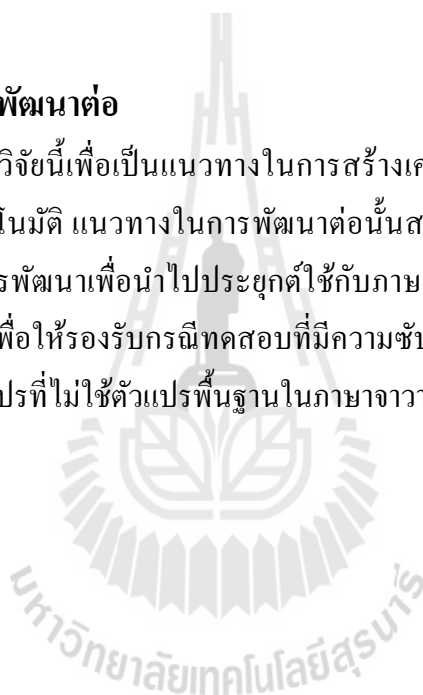 พัฒนาต่อ
วิจัยนี้เพื่อเป็นแนวทางในการสร้างเค
โนมัติ แนวทางในการพัฒนาต่อนั้นส
รพัฒนาเพื่อนำไปประยุกต์ใช้กับภาษ
พื่อให้รองรับกรณีทดสอบที่มีความซับ
ปรที่ไม่ใช้ตัวแปรพื้นฐานในภาษาจาวา
มหาวิทยาลัยเทคโนโลยีสุรนารี